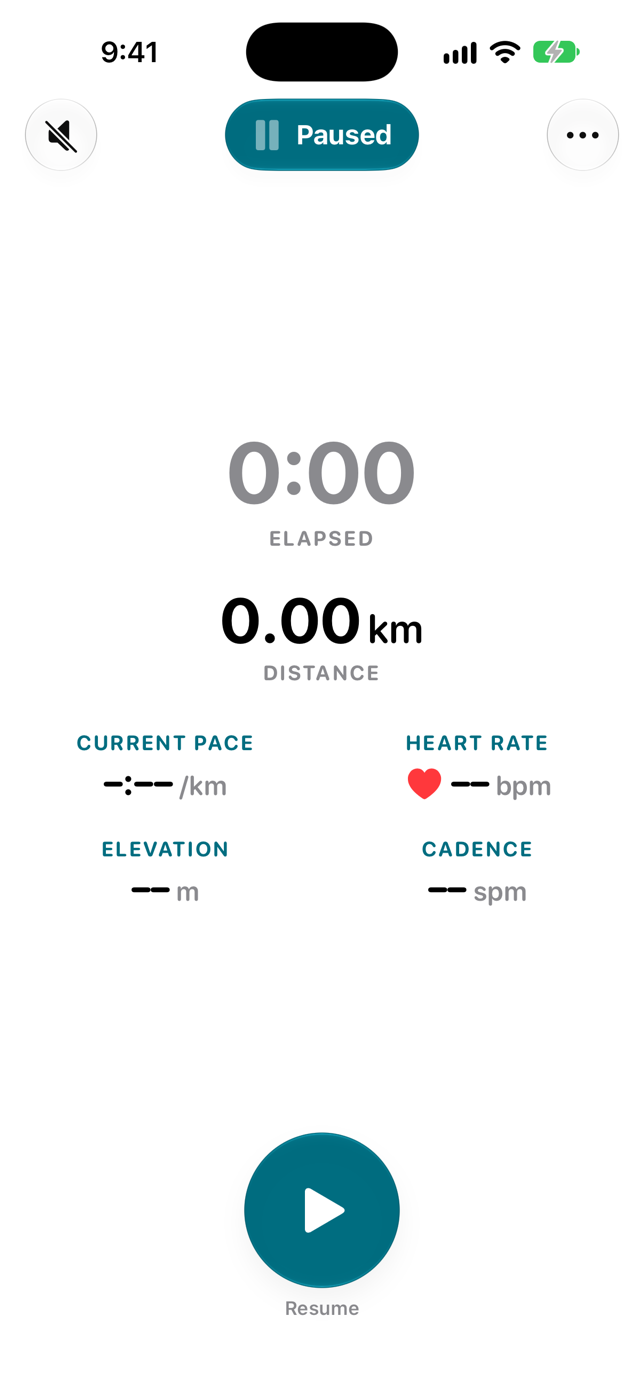 9:41
Paused
0:00
ELAPSED
0.00 km
DISTANCE
CURRENT PACE
–:–– /km
HEART RATE
–– bpm
ELEVATION
–– m
CADENCE
–– spm
Resume